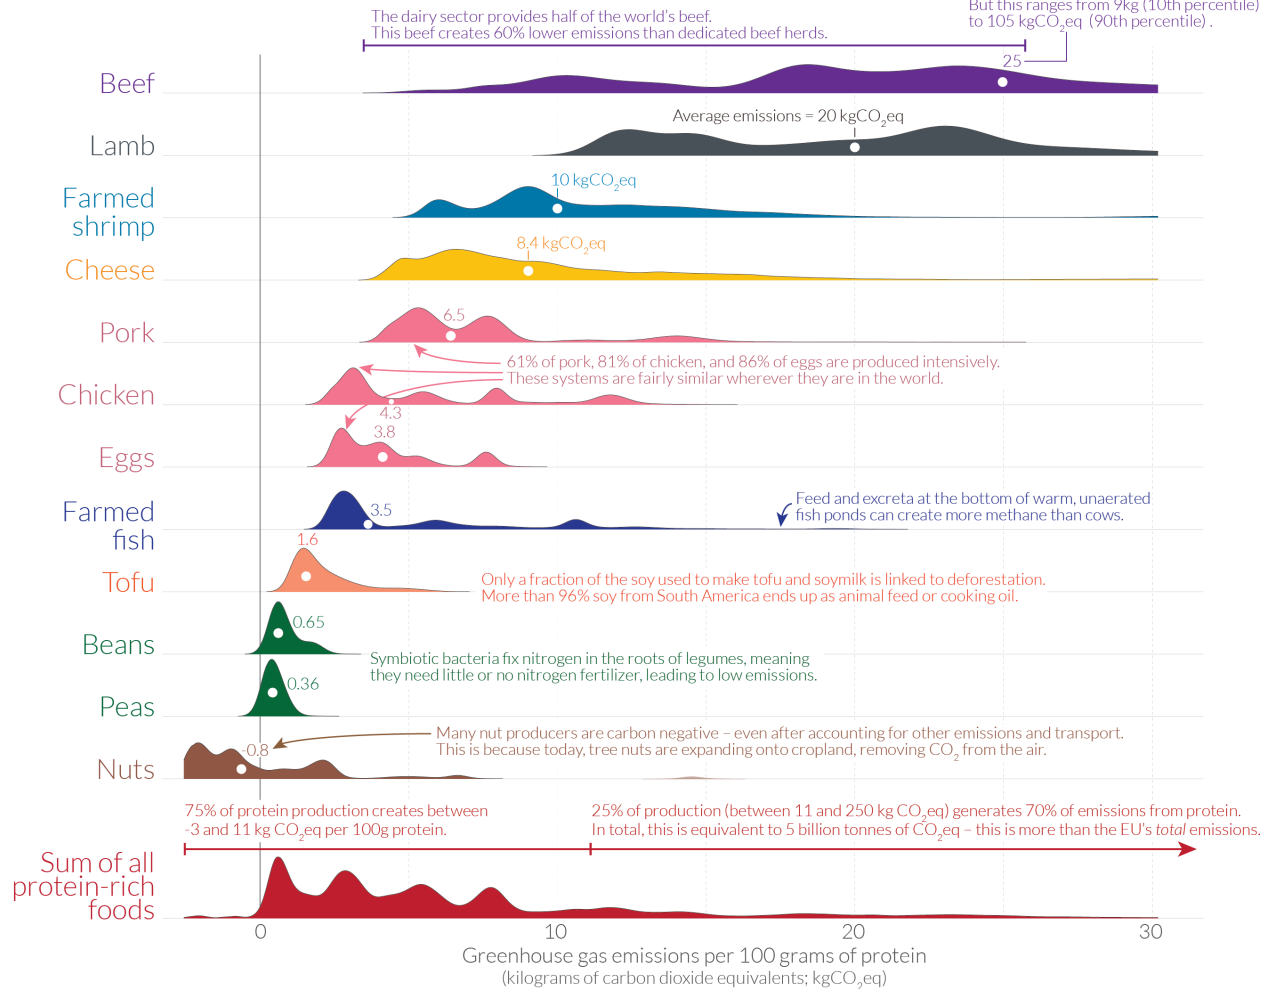 But this ranges from 9kg (10th percentile)
to 105 kgCO₂eq (90th percentile) .
The dairy sector provides half of the world's beef.
This beef creates 60% lower emissions than dedicated beef herds.
25
Beef
Average emissions = 20 kgCO₂eq
Lamb
10 kgCO₂eq
Farmed
shrimp
8.4 kgCO₂eq
Cheese
6.5
Pork
61% of pork, 81% of chicken, and 86% of eggs are produced intensively.
These systems are fairly similar wherever they are in the world.
Chicken
4.3
3.8
Eggs
Feed and excreta at the bottom of warm, unaerated
fish ponds can create more methane than cows.
3.5
Farmed
fish
1.6
Tofu
Only a fraction of the soy used to make tofu and soymilk is linked to deforestation.
More than 96% soy from South America ends up as animal feed or cooking oil.
0.65
Beans
Symbiotic bacteria fix nitrogen in the roots of legumes, meaning
they need little or no nitrogen fertilizer, leading to low emissions.
0.36
Peas
Many nut producers are carbon negative – even after accounting for other emissions and transport.
This is because today, tree nuts are expanding onto cropland, removing CO₂ from the air.
-0.8
Nuts
75% of protein production creates between
-3 and 11 kg CO₂eq per 100g protein.
25% of production (between 11 and 250 kg CO₂eq) generates 70% of emissions from protein.
In total, this is equivalent to 5 billion tonnes of CO₂eq – this is more than the EU's total emissions.
Sum of all
protein-rich
foods
0 10 20 30
Greenhouse gas emissions per 100 grams of protein
(kilograms of carbon dioxide equivalents; kgCO₂eq)